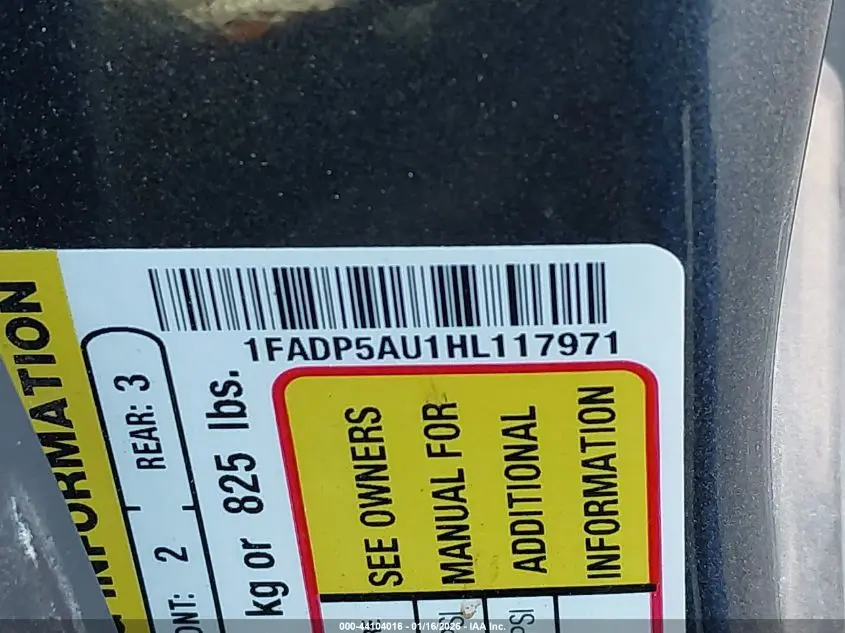 1FADP5AU1HL117971
INFORMATION
REAR: 3
2
kg or 825 lbs.
SEE OWNERS
MANUAL FOR
ADDITIONAL
INFORMATION
PSI
000-44104016 - 01/16/2026 - IAA Inc.